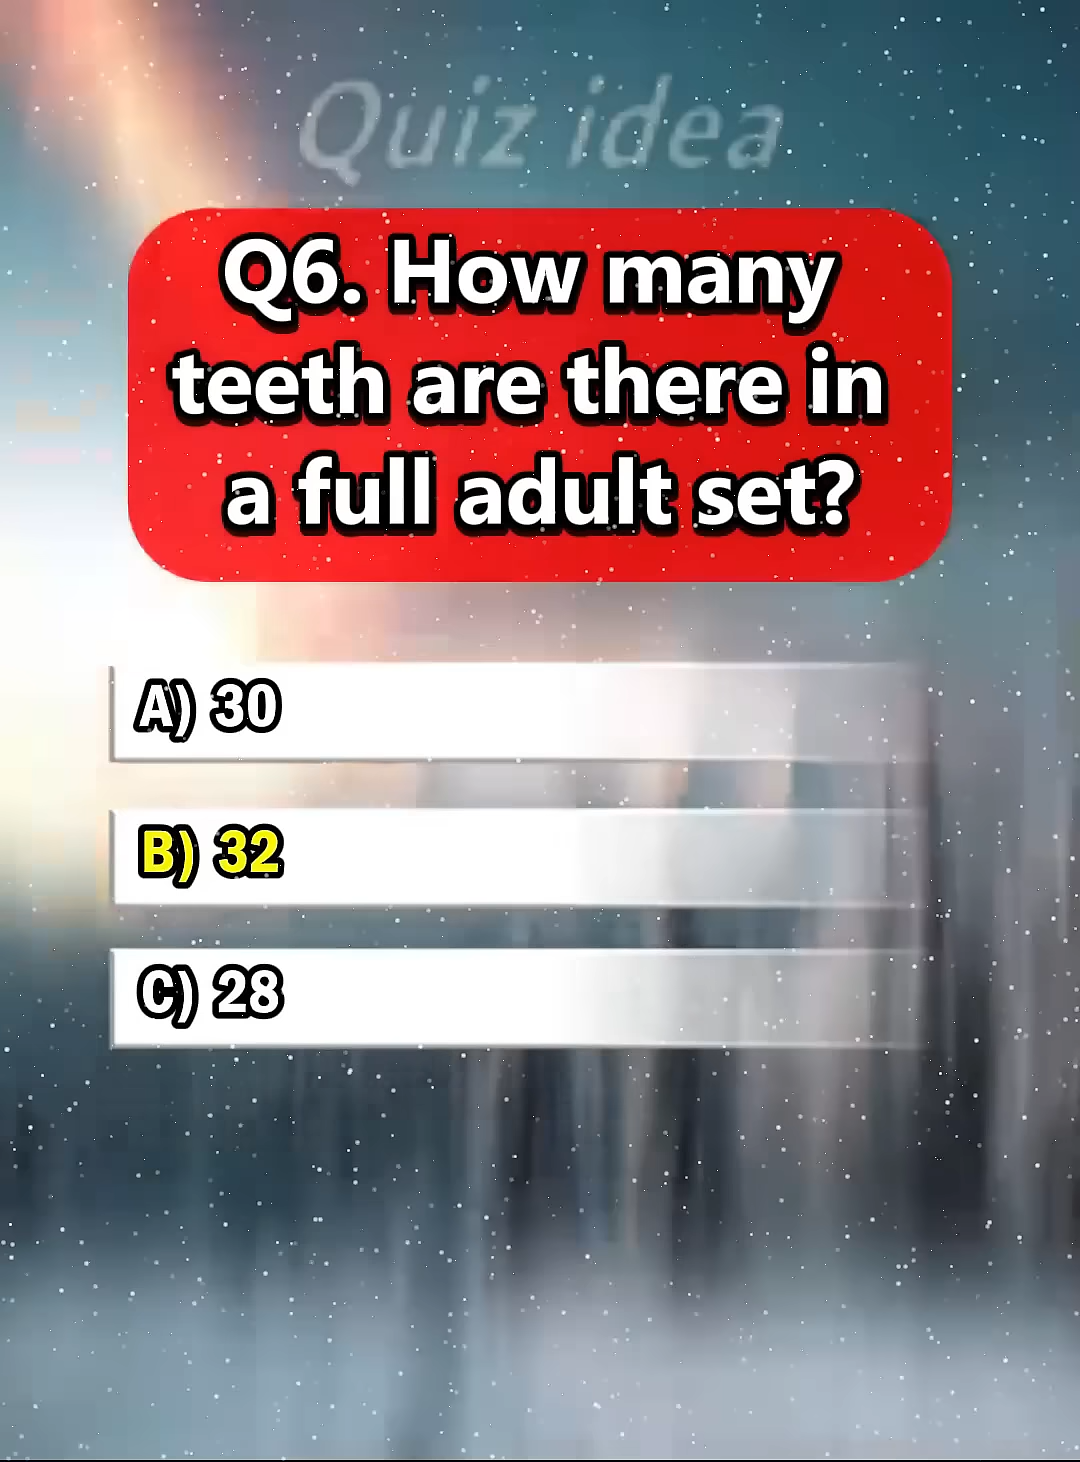 Quiz idea
Q6. How many
teeth are there in
a full adult set?
A) 30
B) 32
C) 28